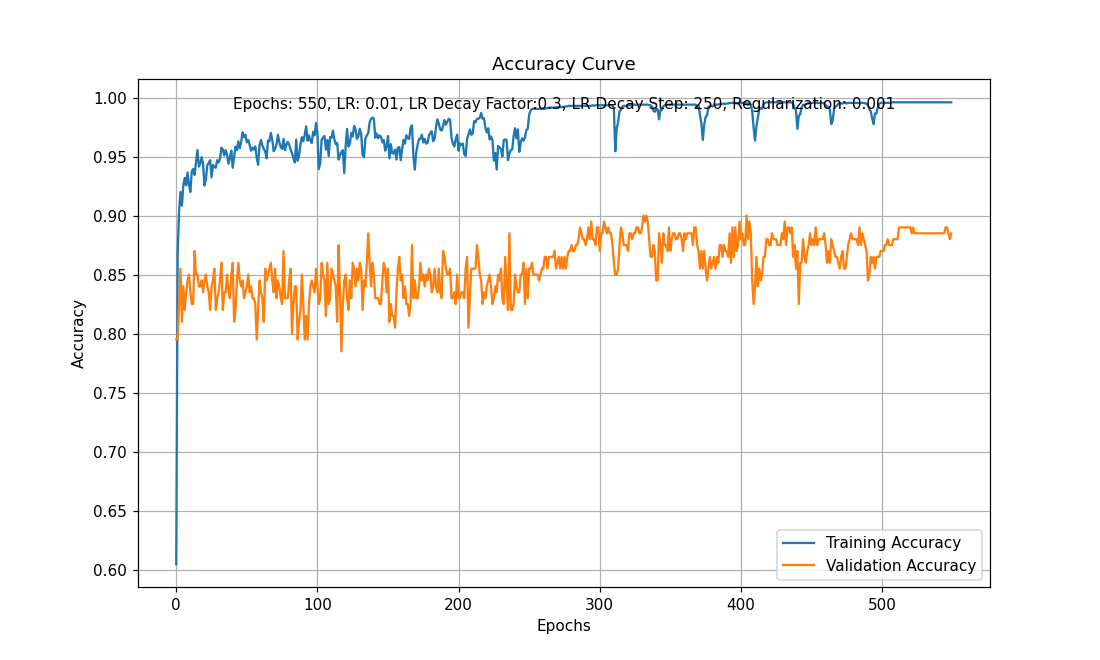 Accuracy Curve
Epochs: 550, LR: 0.01, LR Decay Factor:0.3, LR Decay Step: 250, Regularization: 0.001
1.00
0.95
0.90
0.85
0.80
0.75
0.70
0.65
0.60
Accuracy
Training Accuracy
Validation Accuracy
0 100 200 300 400 500
Epochs